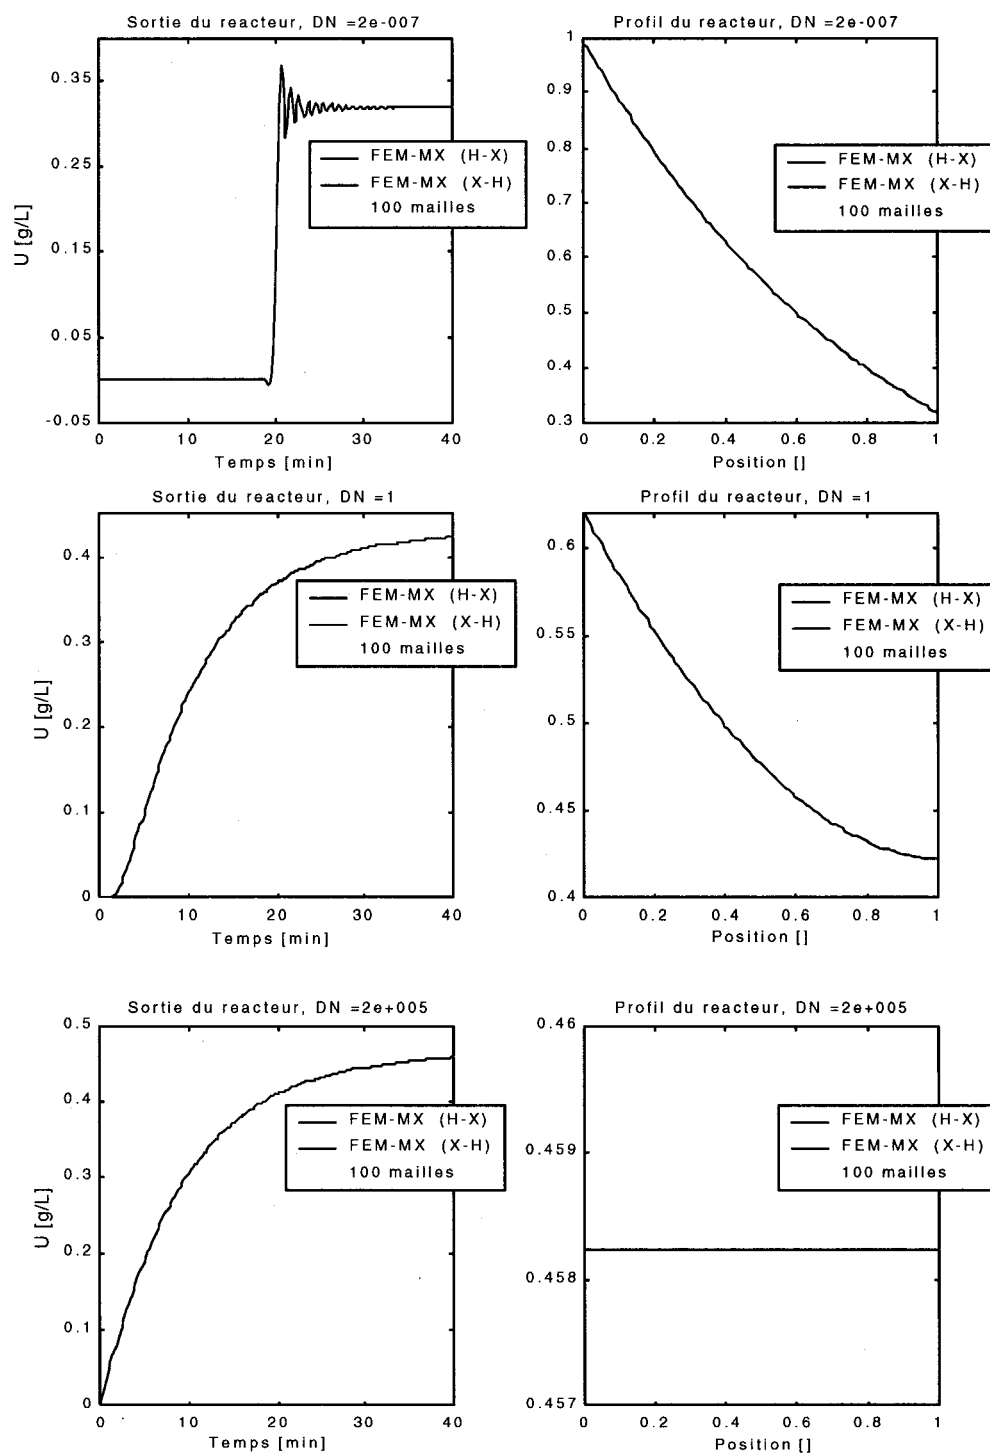 Sortie du reacteur, DN =2e-007
0.35
0.25
0.15
0.05
-0.05
U [g/L]
FEM-MX (H-X)
FEM-MX (X-H)
100 mailles
0 10 20 30 40
Temps [min]
Profil du reacteur, DN =2e-007
1
0.9
0.8
0.7
0.6
0.5
0.4
0.3
FEM-MX (H-X)
FEM-MX (X-H)
100 mailles
0 0.2 0.4 0.6 0.8 1
Position []
Sortie du reacteur, DN =1
0.4
0.3
0.2
0.1
0
U [g/L]
FEM-MX (H-X)
FEM-MX (X-H)
100 mailles
0 10 20 30 40
Temps [min]
Profil du reacteur, DN =1
0.6
0.55
0.5
0.45
0.4
FEM-MX (H-X)
FEM-MX (X-H)
100 mailles
0 0.2 0.4 0.6 0.8 1
Position []
Sortie du reacteur, DN =2e+005
0.5
0.4
0.3
0.2
0.1
0
U [g/L]
FEM-MX (H-X)
FEM-MX (X-H)
100 mailles
0 10 20 30 40
Temps [min]
Profil du reacteur, DN =2e+005
0.46
0.459
0.458
0.457
FEM-MX (H-X)
FEM-MX (X-H)
100 mailles
0 0.2 0.4 0.6 0.8 1
Position []